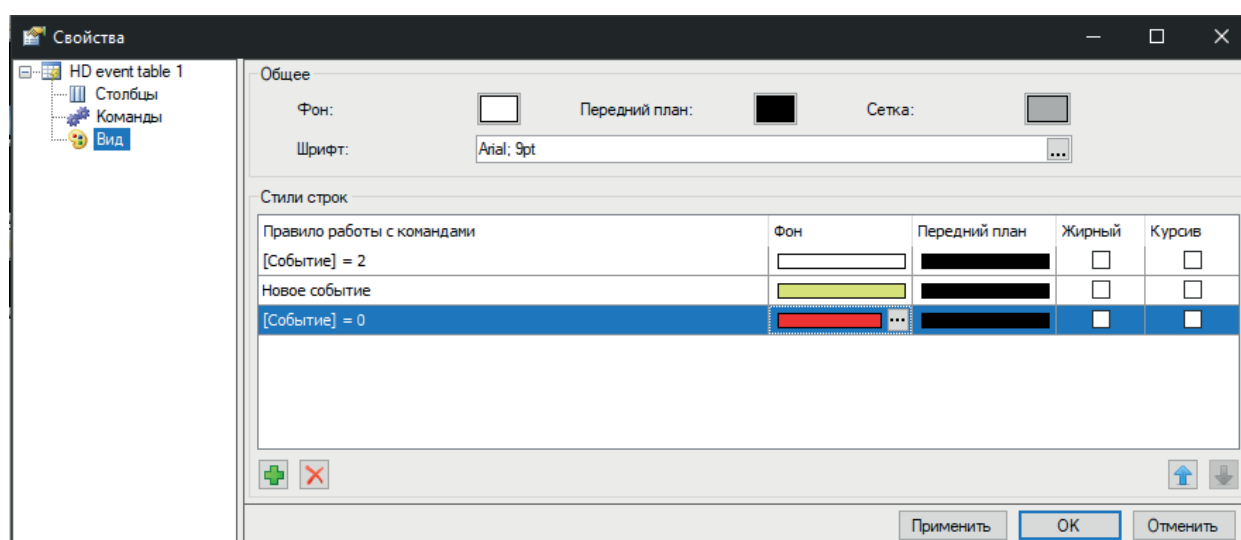 Свойства
HD event table 1
Столбцы
Команды
Вид
Общее
Фон:
Передний план:
Сетка:
Шрифт:
Arial; 9pt
...
Стили строк
Правило работы с командами Фон Передний план Жирный Курсив
[Событие] = 2
Новое событие
[Событие] = 0
...
Применить OK Отменить